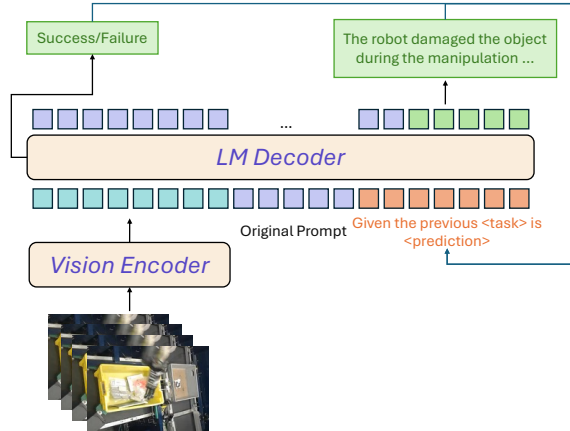 Success/Failure
The robot damaged the object
during the manipulation ...
...
LM Decoder
Original Prompt
Given the previous <task> is
<prediction>
Vision Encoder